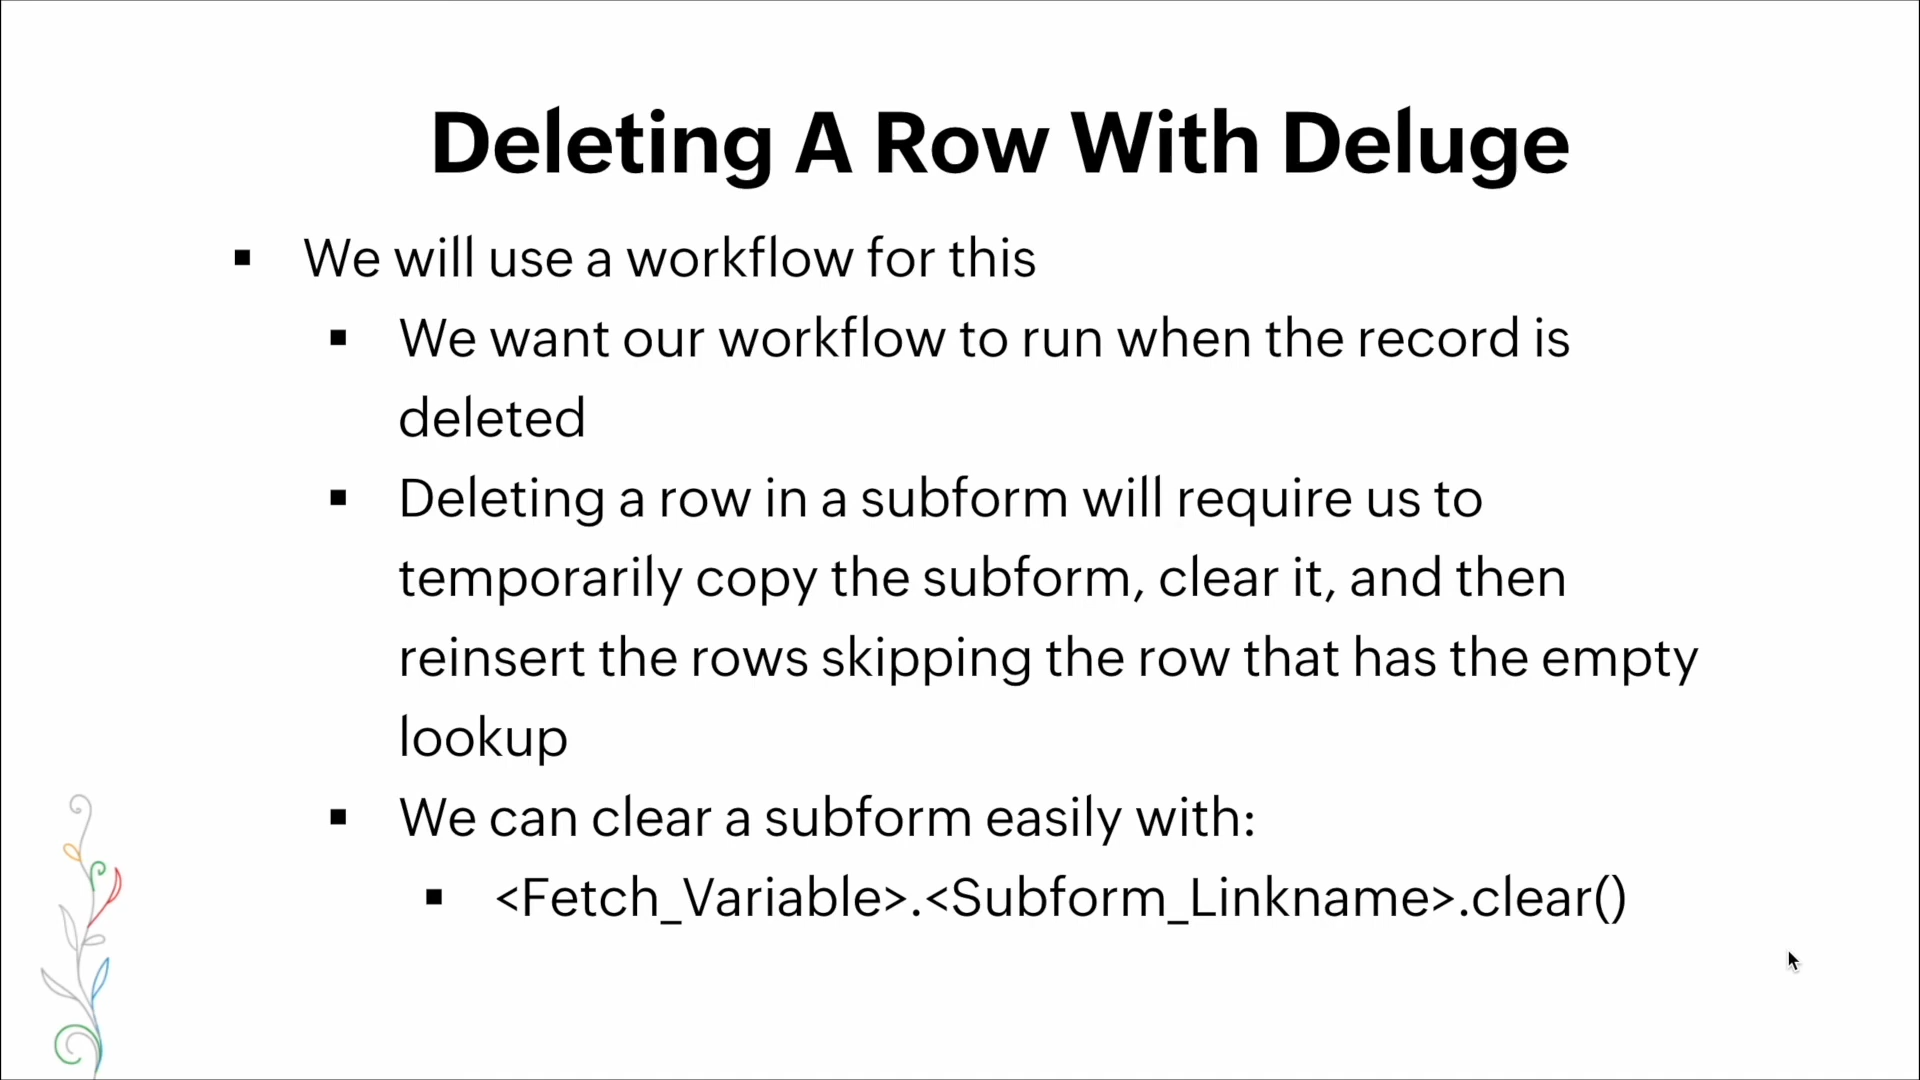 Deleting A Row With Deluge
▪ We will use a workflow for this
▪ We want our workflow to run when the record is
deleted
▪ Deleting a row in a subform will require us to
temporarily copy the subform, clear it, and then
reinsert the rows skipping the row that has the empty
lookup
▪ We can clear a subform easily with:
▪ <Fetch_Variable>.<Subform_Linkname>.clear()